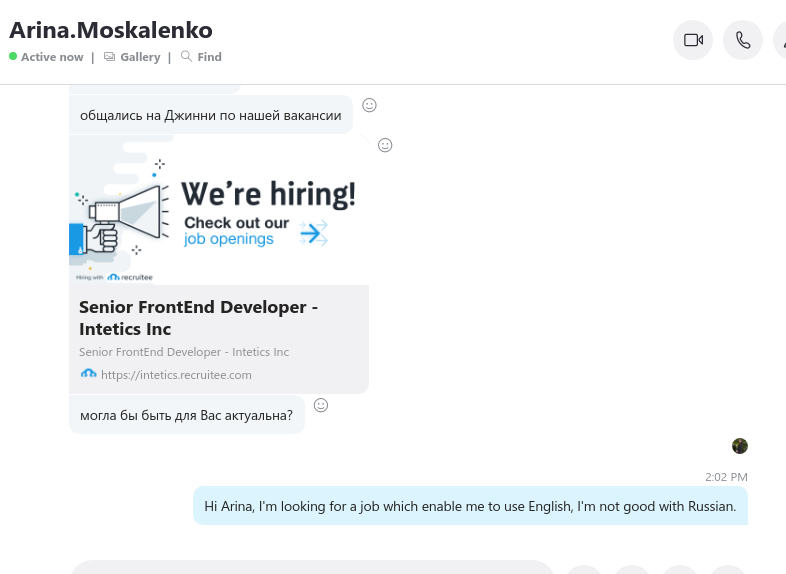 Arina.Moskalenko
Active now | Gallery | Find
общались на Джинни по нашей вакансии
We're hiring!
Check out our
job openings
Hiring with recruitee
Senior FrontEnd Developer -
Intetics Inc
Senior FrontEnd Developer - Intetics Inc
https://intetics.recruitee.com
могла бы быть для Вас актуальна?
2:02 PM
Hi Arina, I'm looking for a job which enable me to use English, I'm not good with Russian.